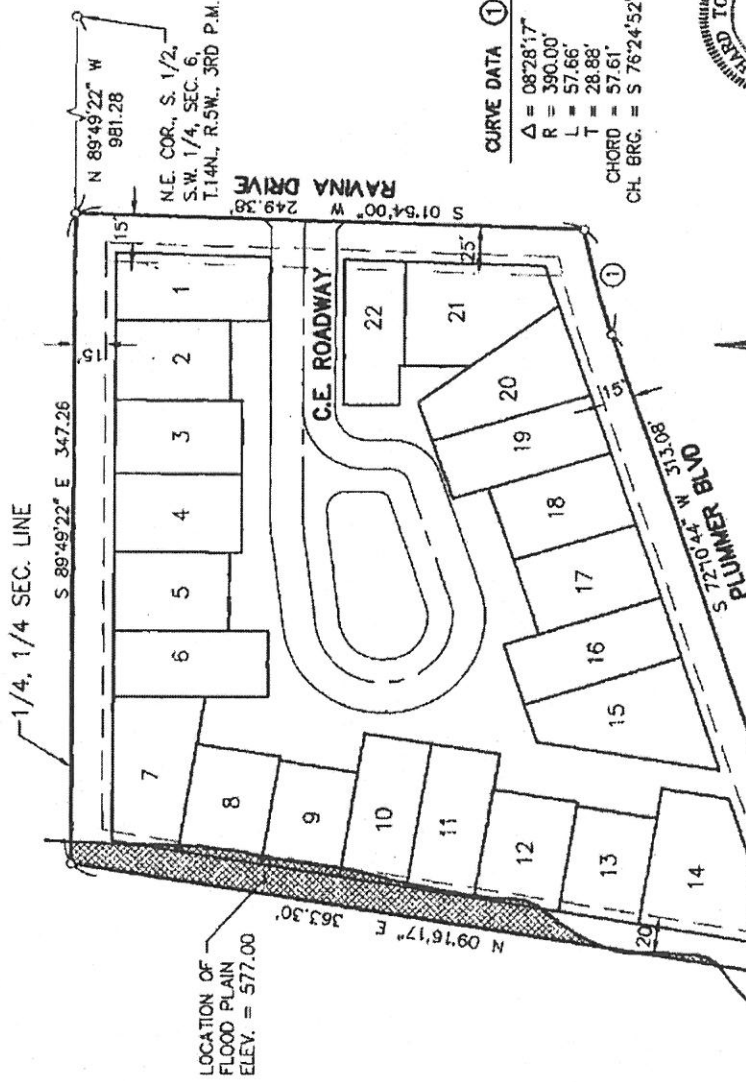 1/4, 1/4 SEC. LINE
S 89°49'22" E 347.26
N 89°49'22" W
981.28
N.E. COR., S. 1/2,
S.W. 1/4, SEC. 6,
T.14N., R.5W., 3RD P.M.
15'
15'
RAVINA DRIVE
S 01°54'00" W 249.38'
25'
C.E. ROADWAY
1
2
3
4
5
6
7
8
9
10
11
12
13
14
15
16
17
18
19
20
21
22
LOCATION OF
FLOOD PLAIN
ELEV. = 577.00
N 09°16'17" E 363.30'
20'
15'
S 72°10'44" W 313.08'
PLUMMER BLVD
1
CURVE DATA 1
Δ = 08°28'17"
R = 390.00'
L = 57.66'
T = 28.88'
CHORD = 57.61'
CH. BRG. = S 76°24'52"
HARD TO